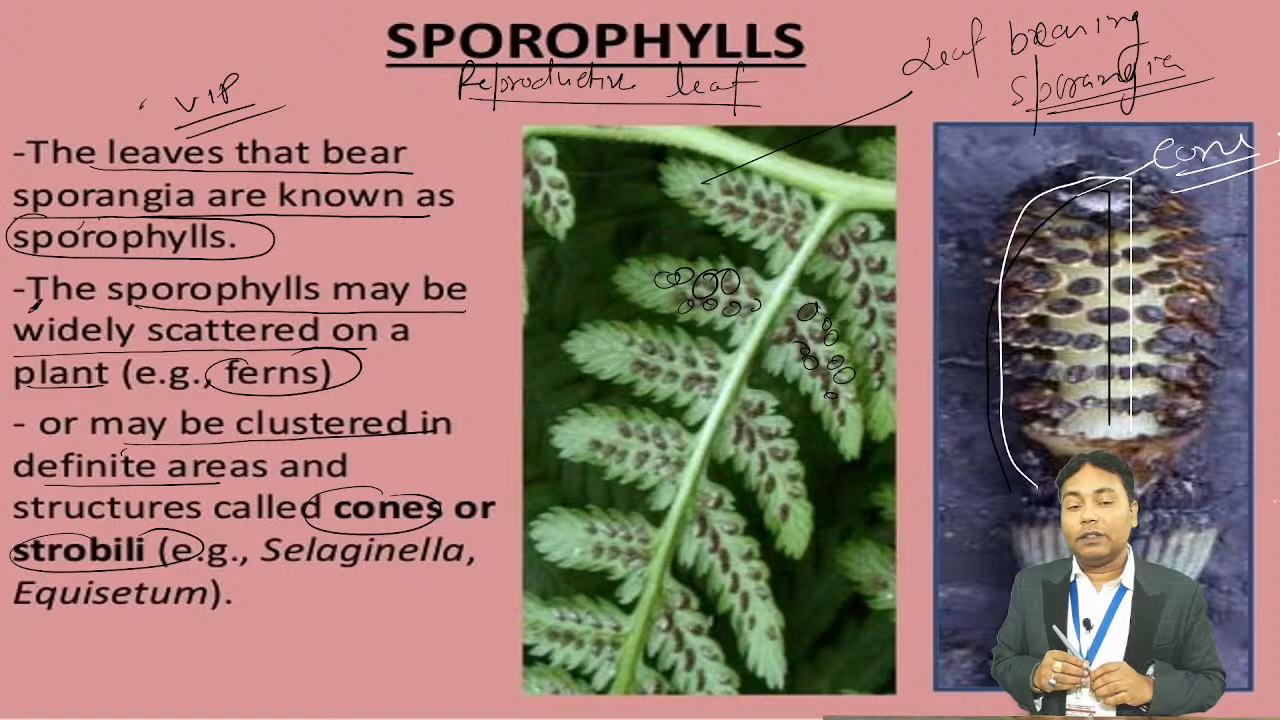 SPOROPHYLLS
Reproductive leaf
Leaf bearing
sporangia
VIP
cone
-The leaves that bear
sporangia are known as
sporophylls.
-The sporophylls may be
widely scattered on a
plant (e.g., ferns)
- or may be clustered in
definite areas and
structures called cones or
strobili (e.g., Selaginella,
Equisetum).